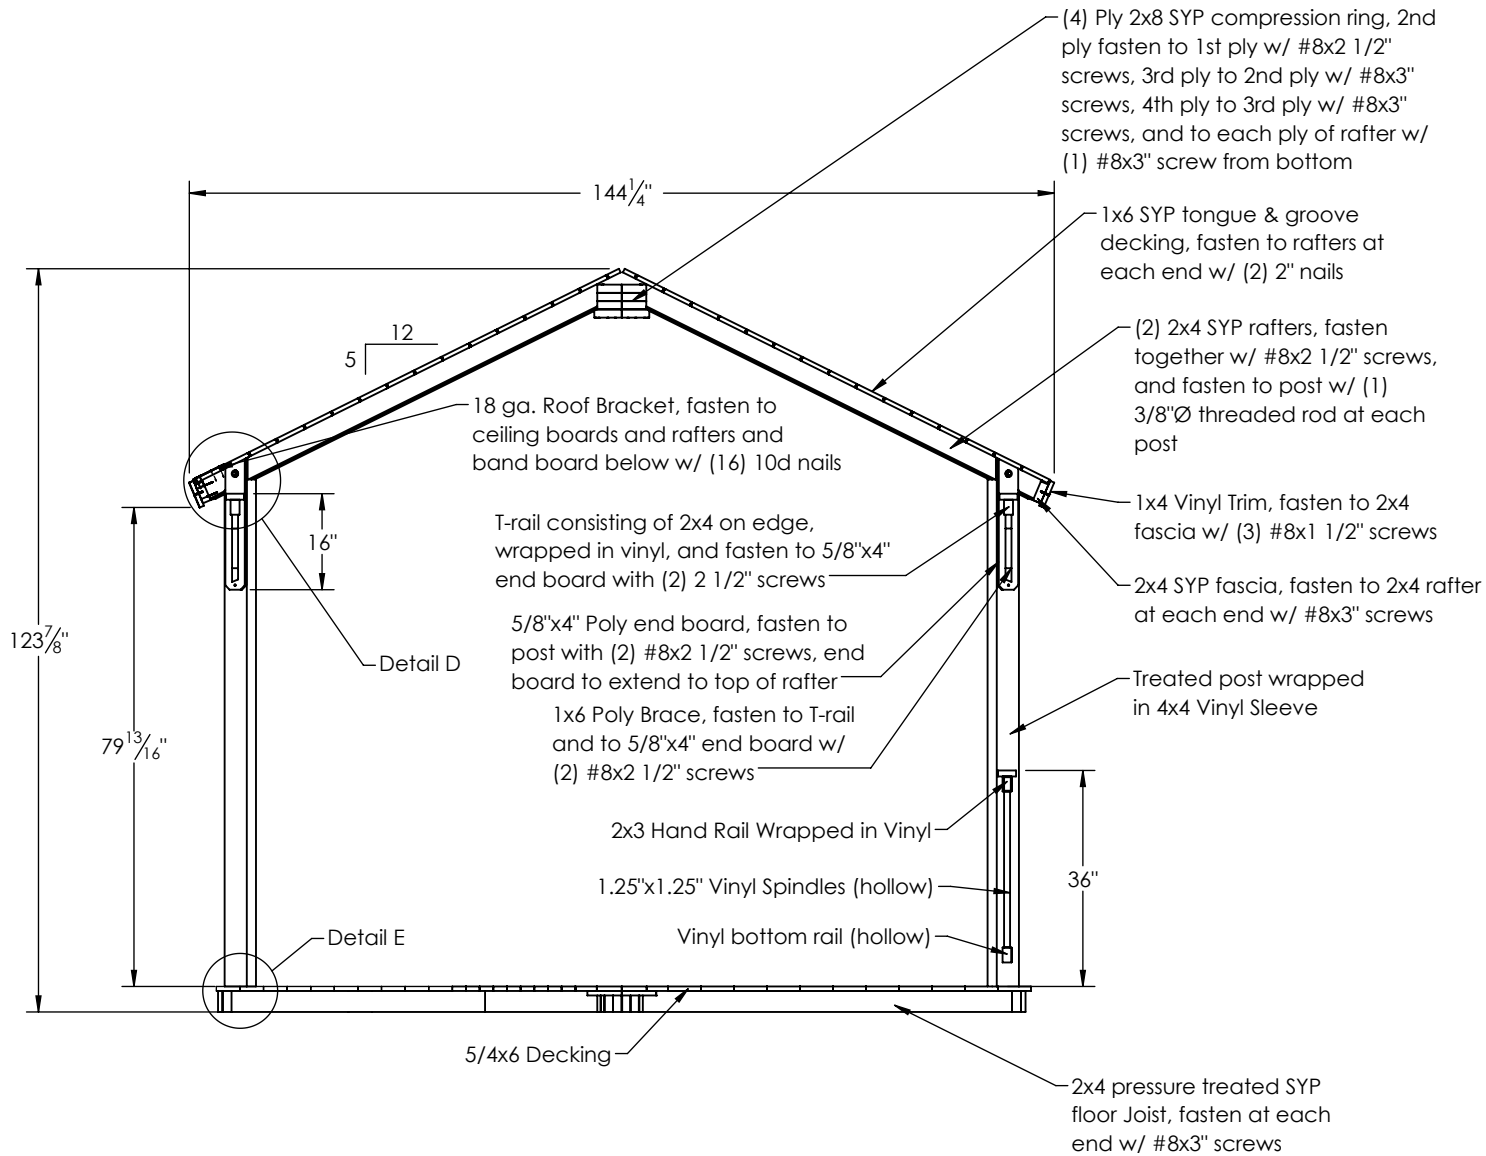 (4) Ply 2x8 SYP compression ring, 2nd
ply fasten to 1st ply w/ #8x2 1/2"
screws, 3rd ply to 2nd ply w/ #8x3"
screws, 4th ply to 3rd ply w/ #8x3"
screws, and to each ply of rafter w/
(1) #8x3" screw from bottom
144 1/4"
1x6 SYP tongue & groove
decking, fasten to rafters at
each end w/ (2) 2" nails
12
5
(2) 2x4 SYP rafters, fasten
together w/ #8x2 1/2" screws,
and fasten to post w/ (1)
3/8"Ø threaded rod at each
post
18 ga. Roof Bracket, fasten to
ceiling boards and rafters and
band board below w/ (16) 10d nails
1x4 Vinyl Trim, fasten to 2x4
fascia w/ (3) #8x1 1/2" screws
T-rail consisting of 2x4 on edge,
wrapped in vinyl, and fasten to 5/8"x4"
end board with (2) 2 1/2" screws
16"
2x4 SYP fascia, fasten to 2x4 rafter
at each end w/ #8x3" screws
5/8"x4" Poly end board, fasten to
post with (2) #8x2 1/2" screws, end
board to extend to top of rafter
123 7/8"
Detail D
Treated post wrapped
in 4x4 Vinyl Sleeve
1x6 Poly Brace, fasten to T-rail
and to 5/8"x4" end board w/
(2) #8x2 1/2" screws
79 13/16"
2x3 Hand Rail Wrapped in Vinyl
36"
1.25"x1.25" Vinyl Spindles (hollow)
Detail E
Vinyl bottom rail (hollow)
5/4x6 Decking
2x4 pressure treated SYP
floor Joist, fasten at each
end w/ #8x3" screws